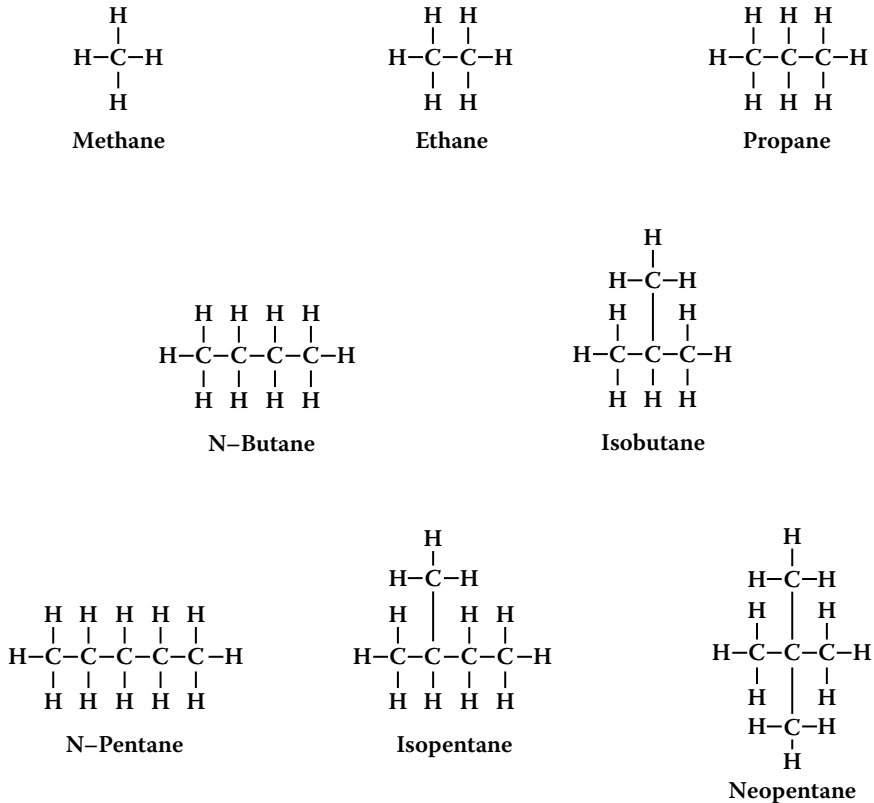 H H H H H H
H–C–H H–C–C–H H–C–C–C–H
H H H H H H
Methane Ethane Propane
H
H–C–H
H H H H H H
H–C–C–C–C–H H–C–C–C–H
H H H H H H H
N–Butane Isobutane
H H
H–C–H H–C–H
H H H H H H H H H H
H–C–C–C–C–C–H H–C–C–C–C–H H–C–C–C–H
H H H H H H H H H H H
H–C–H
N–Pentane Isopentane H
Neopentane